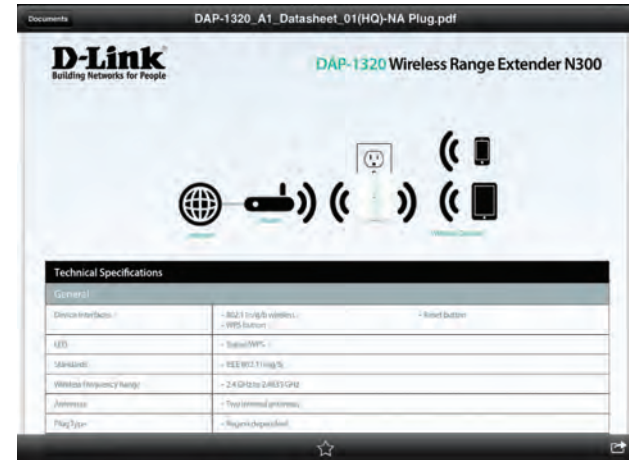 Documents
DAP-1320_A1_Datasheet_01(HQ)-NA Plug.pdf
D-Link
Building Networks for People
DAP-1320 Wireless Range Extender N300
Technical Specifications
General
Device Interfaces
- 802.11n/g/b wireless
- WPS button
- Reset button
LED
- Status/WPS
Standards
- IEEE 802.11n/g/b
Wireless Frequency Range
- 2.4 GHz to 2.4835 GHz
Antennas
- Two internal antennas
Plug Type
- Region dependent